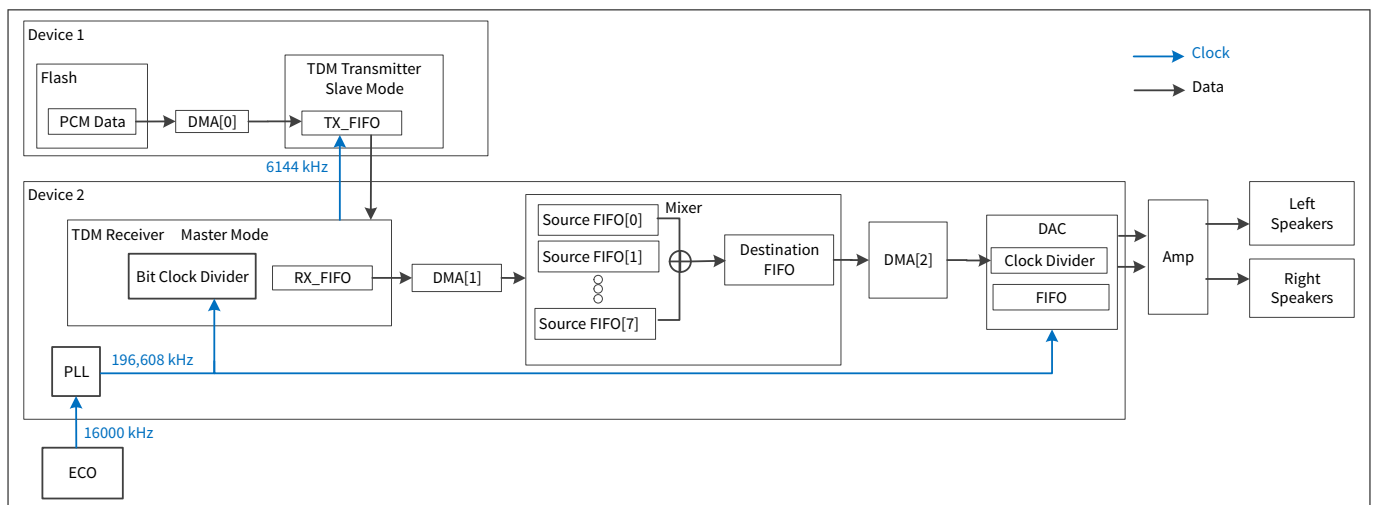 Device 1
Flash
PCM Data
DMA[0]
TDM Transmitter
Slave Mode
TX_FIFO
Clock
Data
6144 kHz
Device 2
TDM Receiver Master Mode
Bit Clock Divider
RX_FIFO
DMA[1]
Mixer
Source FIFO[0]
Source FIFO[1]
Source FIFO[7]
Destination
FIFO
DMA[2]
DAC
Clock Divider
FIFO
Amp
Left
Speakers
Right
Speakers
PLL
196,608 kHz
16000 kHz
ECO